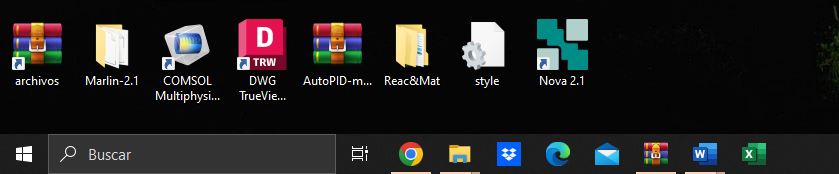 archivos
Marlin-2.1
COMSOL
Multiphysi...
D
TRW
DWG
TrueVie...
AutoPID-m...
Reac&Mat
style
Nova 2.1
Buscar
W
X